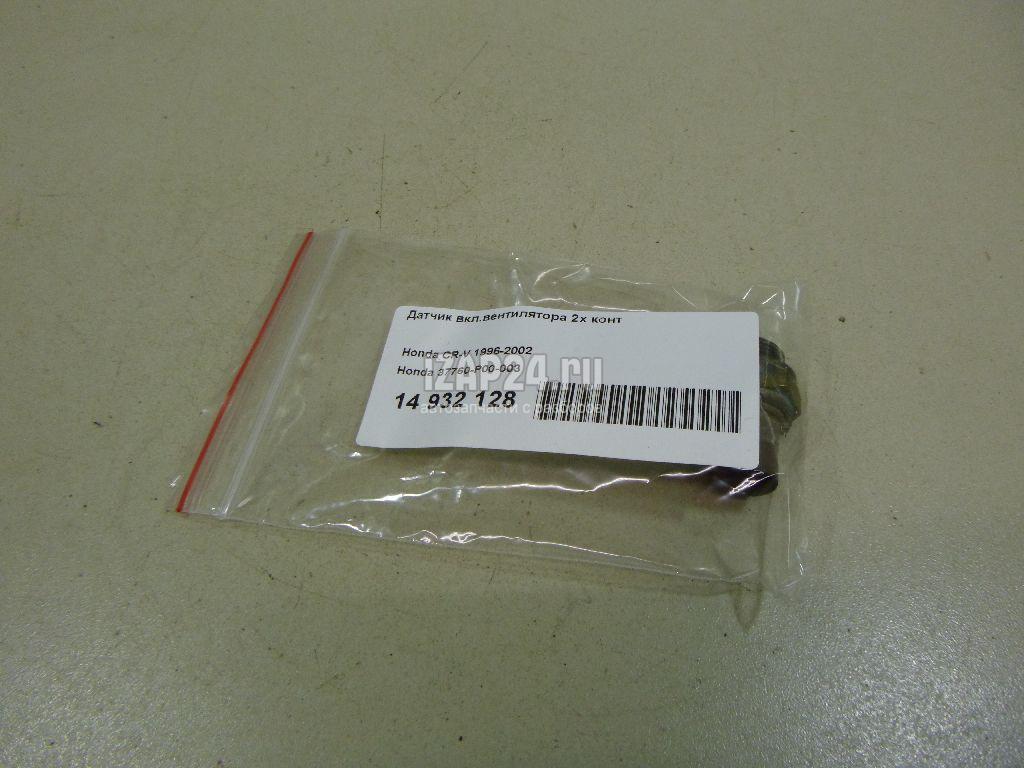 Датчик вкл.вентилятора 2х конт
Honda CR-V 1996-2002
Honda 37760-P00-003
IZAP24.ru
14 932 128
автозапчасти с разборов